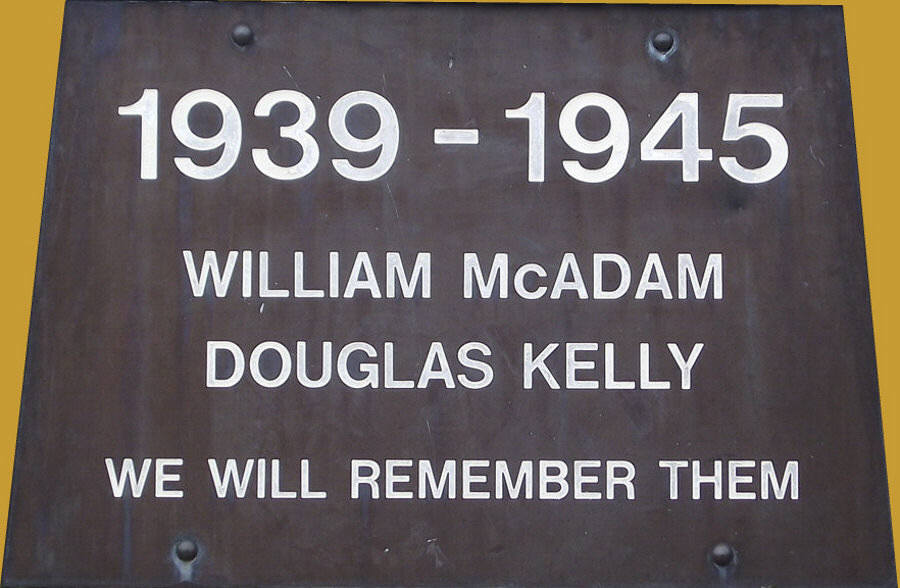 1939 - 1945
WILLIAM McADAM
DOUGLAS KELLY
WE WILL REMEMBER THEM